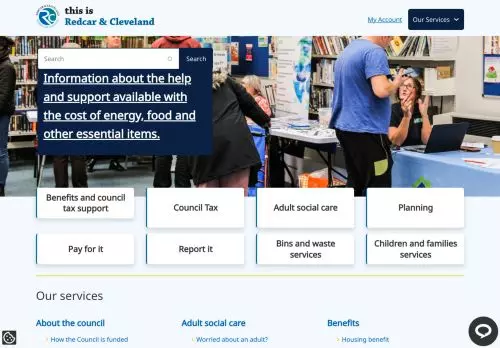 this is
Redcar & Cleveland
My Account
Our Services
Search
Search
Information about the help
and support available with
the cost of energy, food and
other essential items.
Benefits and council
tax support
Council Tax
Adult social care
Planning
Pay for it
Report it
Bins and waste
services
Children and families
services
Our services
About the council
Adult social care
Benefits
How the Council is funded
Worried about an adult?
Housing benefit